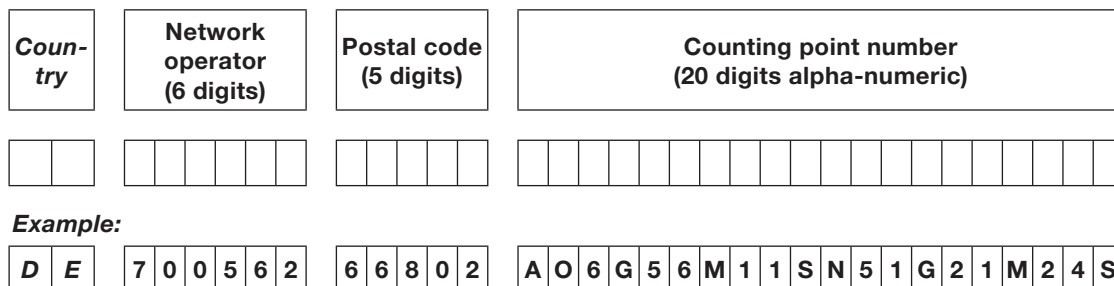 Coun-
try
Network
operator
(6 digits)
Postal code
(5 digits)
Counting point number
(20 digits alpha-numeric)
Example:
D E 7 0 0 5 6 2 6 6 8 0 2 A O 6 G 5 6 M 1 1 S N 5 1 G 2 1 M 2 4 S